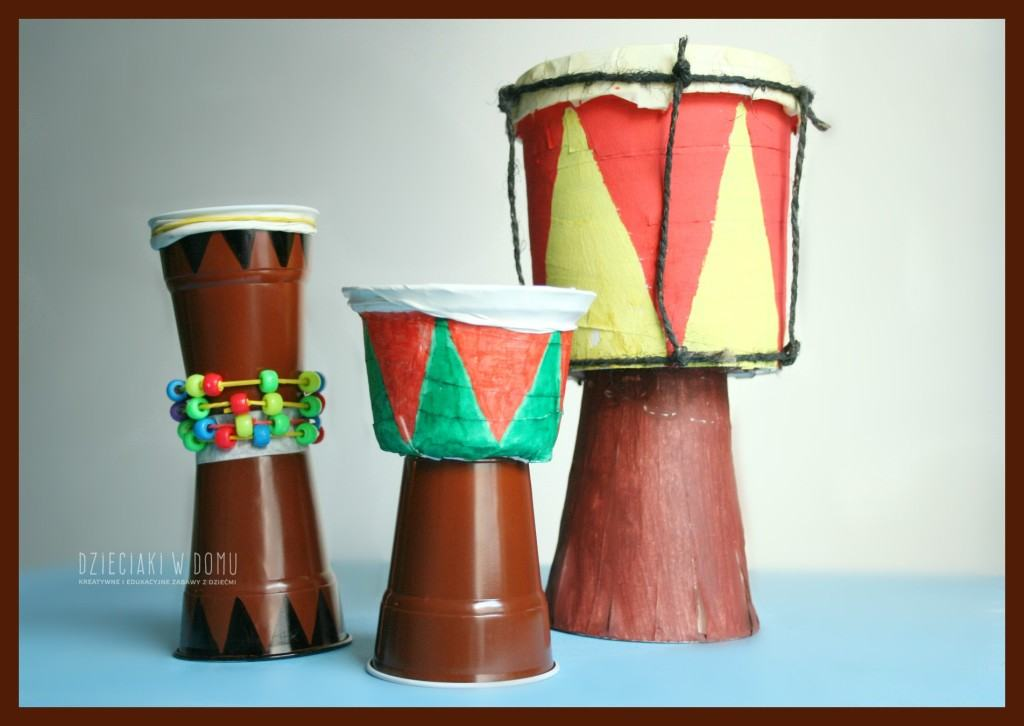 DZIECIAKI W DOMU
KREATYWNE I EDUKACYJNE ZABAWY Z DZIEĆMI